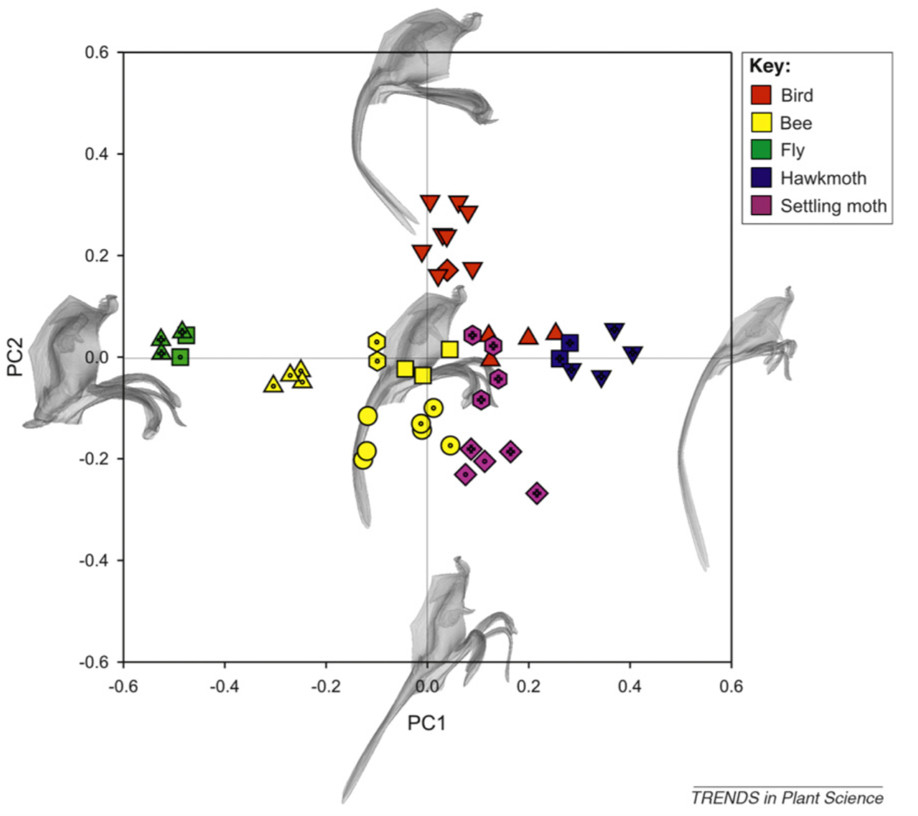 0.6
0.4
0.2
0.0
-0.2
-0.4
-0.6
PC2
-0.6
-0.4
-0.2
0.0
0.2
0.4
0.6
PC1
Key:
Bird
Bee
Fly
Hawkmoth
Settling moth
TRENDS in Plant Science